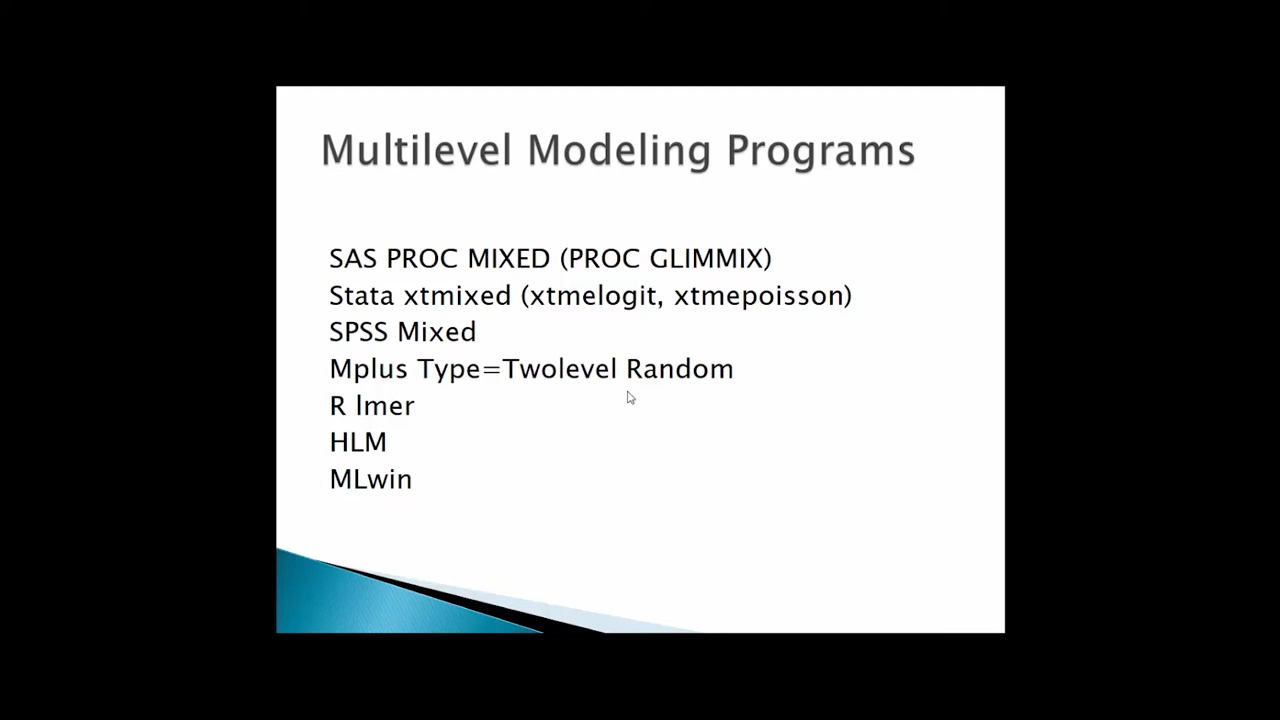 Multilevel Modeling Programs
SAS PROC MIXED (PROC GLIMMIX)
Stata xtmixed (xtmelogit, xtmepoisson)
SPSS Mixed
Mplus Type=Twolevel Random
R lmer
HLM
MLwin